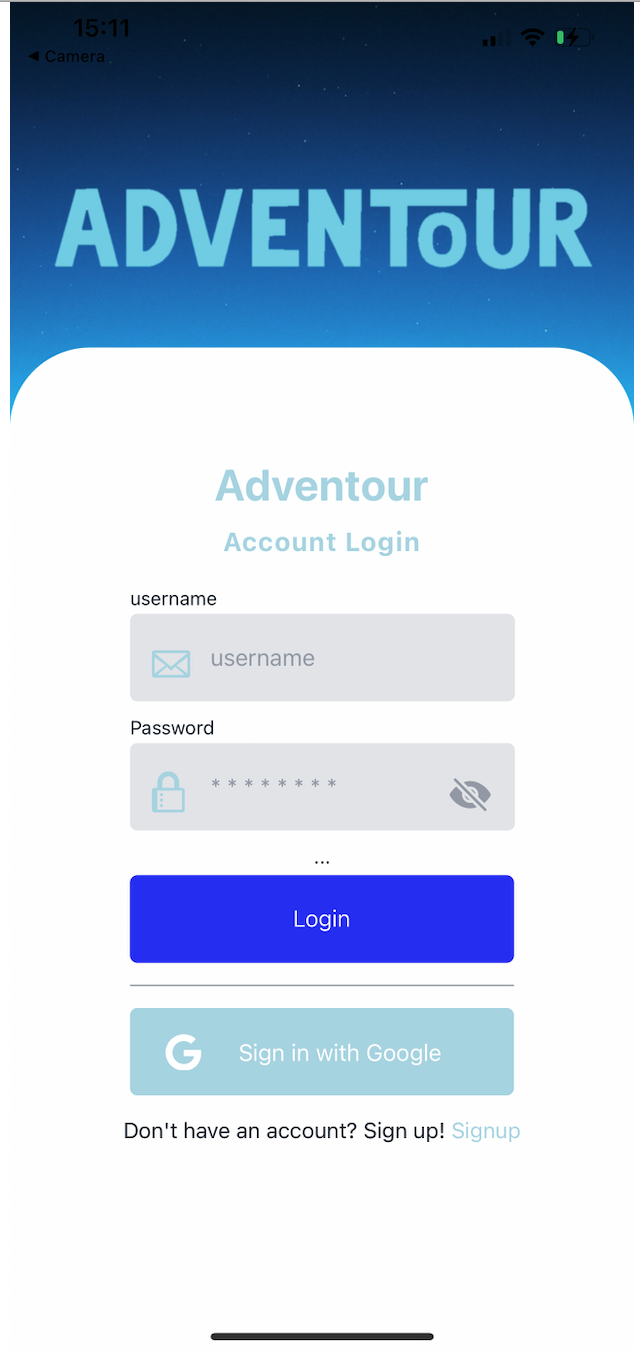 15:11
◀ Camera
ADVENTOUR
Adventour
Account Login
username
username
Password
* * * * * * * *
...
Login
G Sign in with Google
Don't have an account? Sign up! Signup